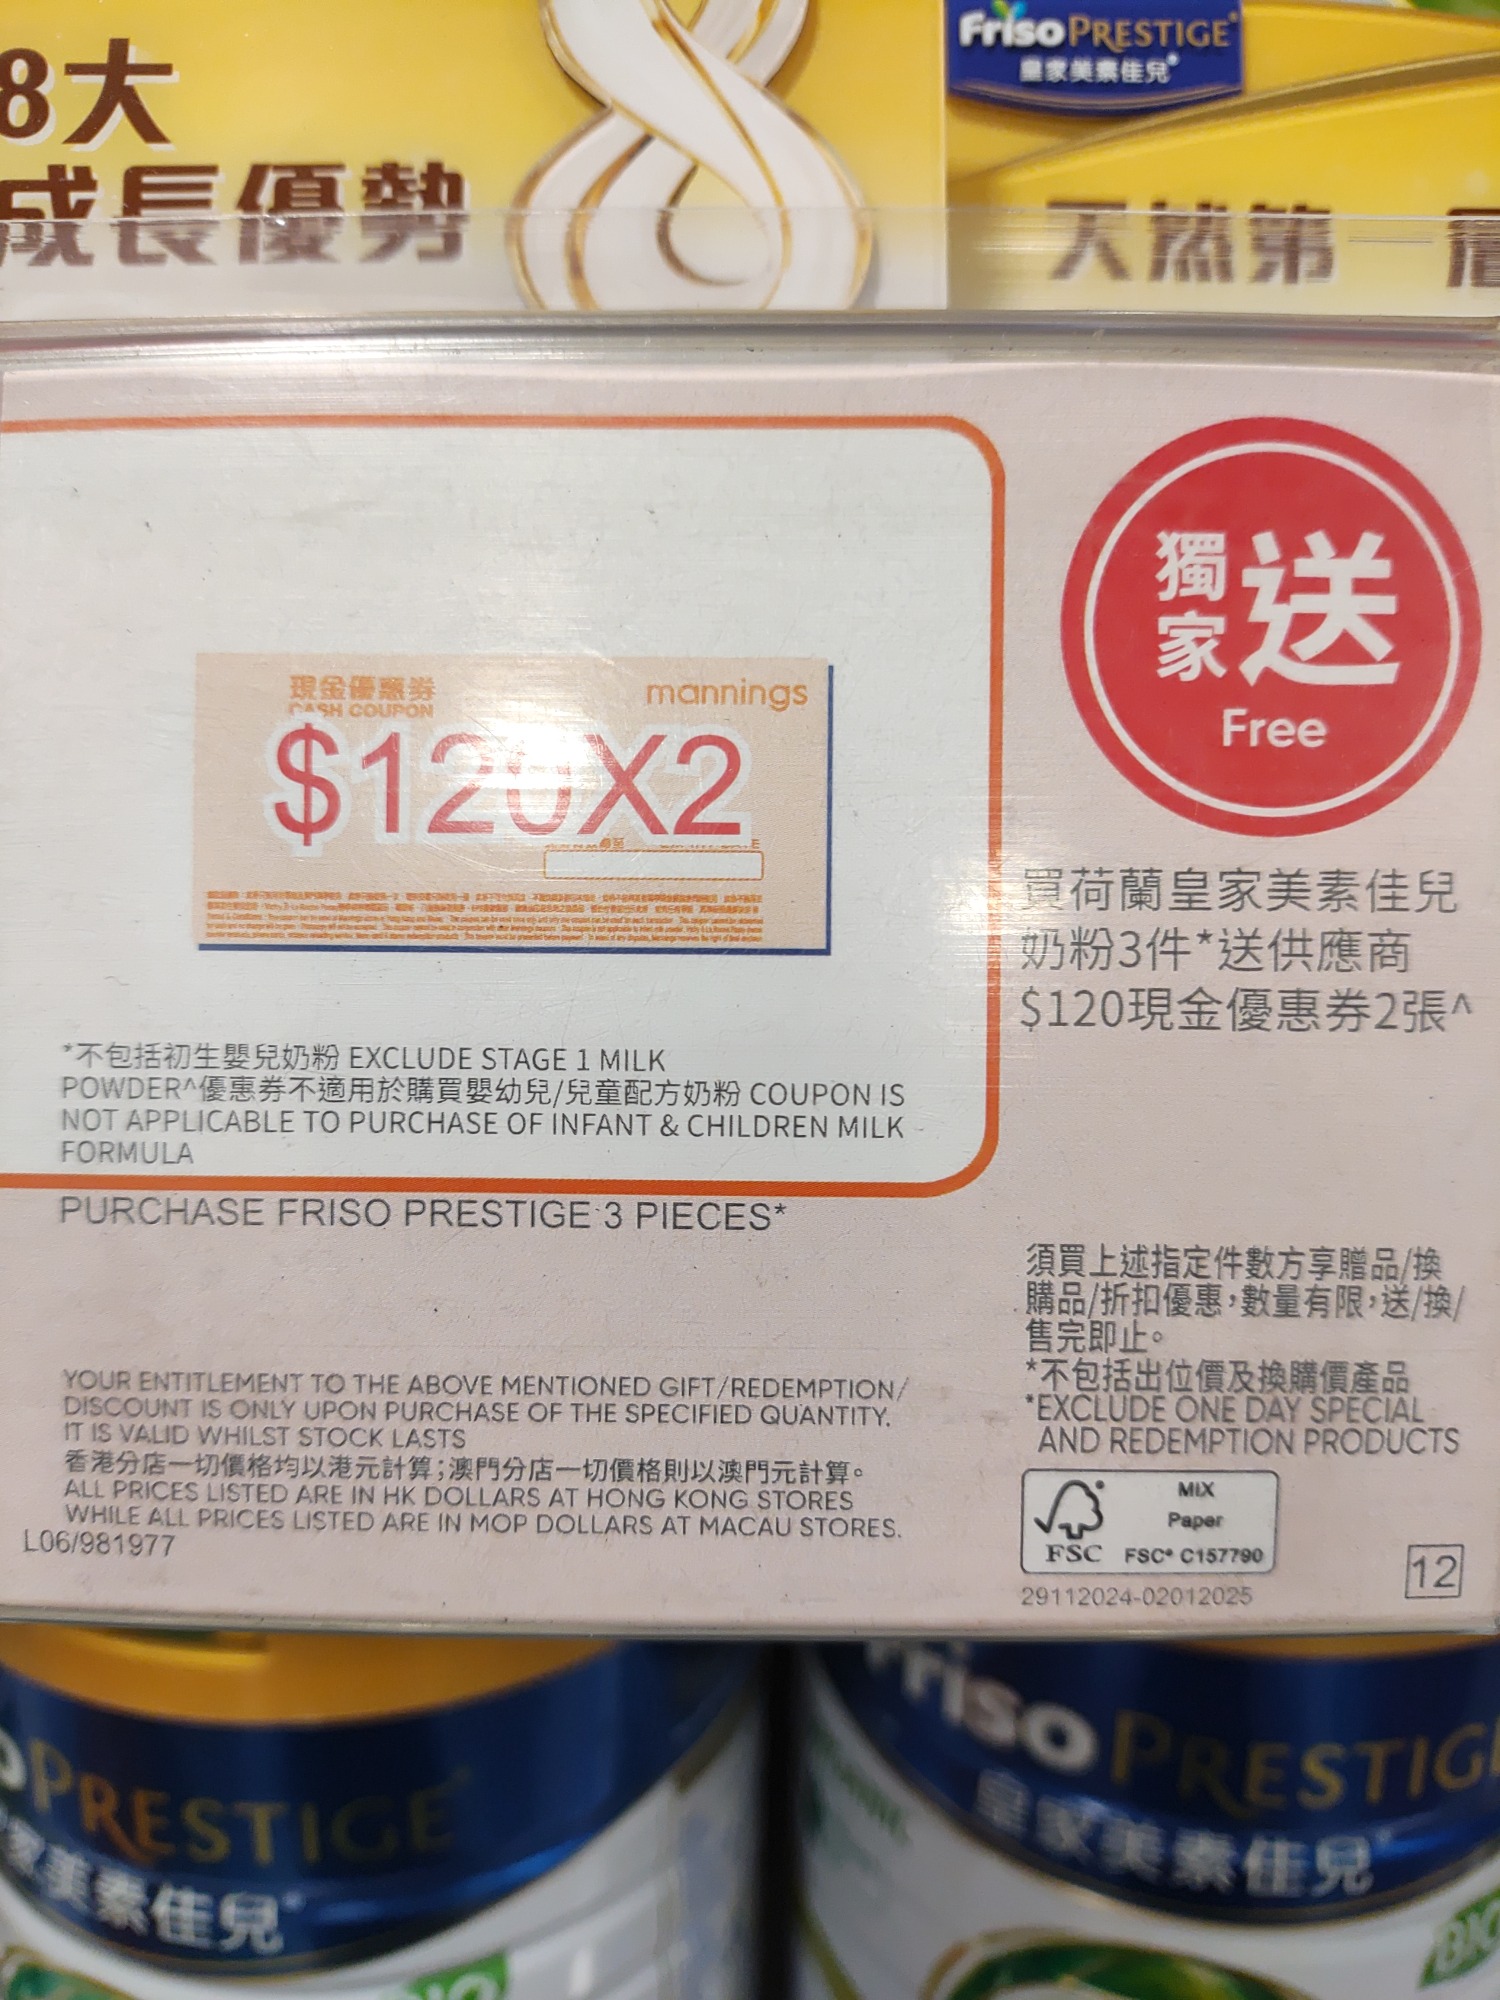 8大
成長優勢
Friso PRESTIGE
皇家美素佳兒
天然第一
現金優惠券
CASH COUPON
mannings
$120X2
獨家送
Free
買荷蘭皇家美素佳兒
奶粉3件*送供應商
$120現金優惠券2張^
*不包括初生嬰兒奶粉 EXCLUDE STAGE 1 MILK
POWDER^優惠券不適用於購買嬰幼兒/兒童配方奶粉 COUPON IS
NOT APPLICABLE TO PURCHASE OF INFANT & CHILDREN MILK
FORMULA
PURCHASE FRISO PRESTIGE 3 PIECES*
須買上述指定件數方享贈品/換
購品/折扣優惠，數量有限，送/換/
售完即止。
*不包括出位價及換購價產品
*EXCLUDE ONE DAY SPECIAL
AND REDEMPTION PRODUCTS
YOUR ENTITLEMENT TO THE ABOVE MENTIONED GIFT/REDEMPTION/
DISCOUNT IS ONLY UPON PURCHASE OF THE SPECIFIED QUANTITY.
IT IS VALID WHILST STOCK LASTS
香港分店一切價格均以港元計算；澳門分店一切價格則以澳門元計算。
ALL PRICES LISTED ARE IN HK DOLLARS AT HONG KONG STORES
WHILE ALL PRICES LISTED ARE IN MOP DOLLARS AT MACAU STORES.
L06/981977
FSC
MIX
Paper
FSC® C157790
29112024-02012025
12
PRESTIGE
家美素佳兒
Friso PRESTIGE
皇家美素佳兒